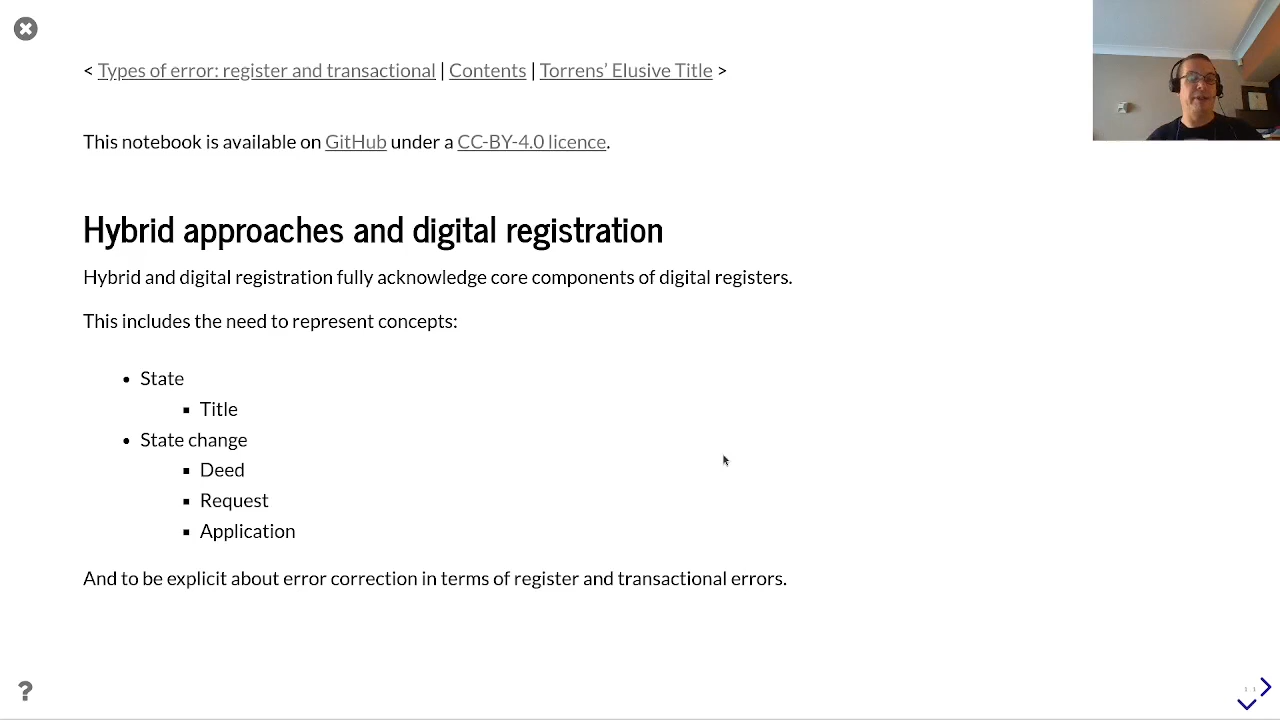 < Types of error: register and transactional | Contents | Torrens’ Elusive Title >
This notebook is available on GitHub under a CC-BY-4.0 licence.
Hybrid approaches and digital registration
Hybrid and digital registration fully acknowledge core components of digital registers.
This includes the need to represent concepts:
• State
▪ Title
• State change
▪ Deed
▪ Request
▪ Application
And to be explicit about error correction in terms of register and transactional errors.
?